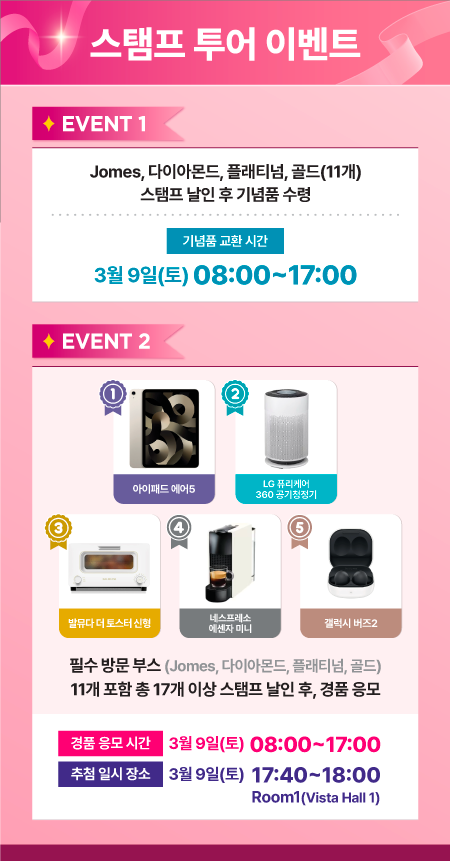 스탬프 투어 이벤트
EVENT 1
Jomes, 다이아몬드, 플래티넘, 골드(11개)
스탬프 날인 후 기념품 수령
기념품 교환 시간
3월 9일(토) 08:00~17:00
EVENT 2
1
2
아이패드 에어5
LG 퓨리케어
360 공기청정기
3
4
5
발뮤다 더 토스터 신형
네스프레소
에센자 미니
갤럭시 버즈2
필수 방문 부스 (Jomes, 다이아몬드, 플래티넘, 골드)
11개 포함 총 17개 이상 스탬프 날인 후, 경품 응모
경품 응모 시간 3월 9일(토) 08:00~17:00
추첨 일시 장소 3월 9일(토) 17:40~18:00
Room1(Vista Hall 1)